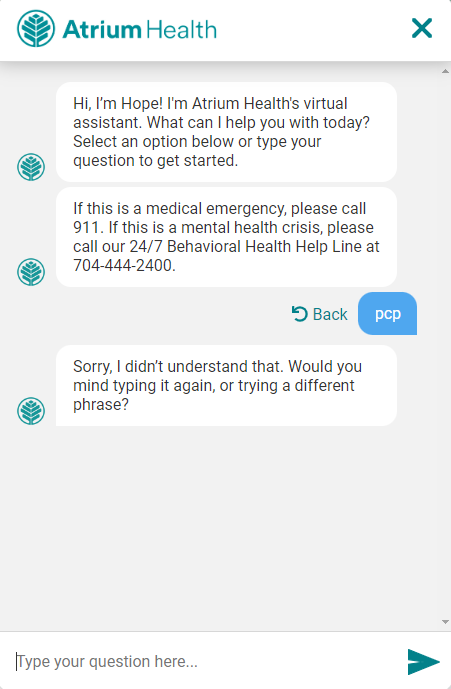 Atrium Health
Hi, I'm Hope! I'm Atrium Health's virtual
assistant. What can I help you with today?
Select an option below or type your
question to get started.
If this is a medical emergency, please call
911. If this is a mental health crisis, please
call our 24/7 Behavioral Health Help Line at
704-444-2400.
Back pcp
Sorry, I didn’t understand that. Would you
mind typing it again, or trying a different
phrase?
Type your question here...